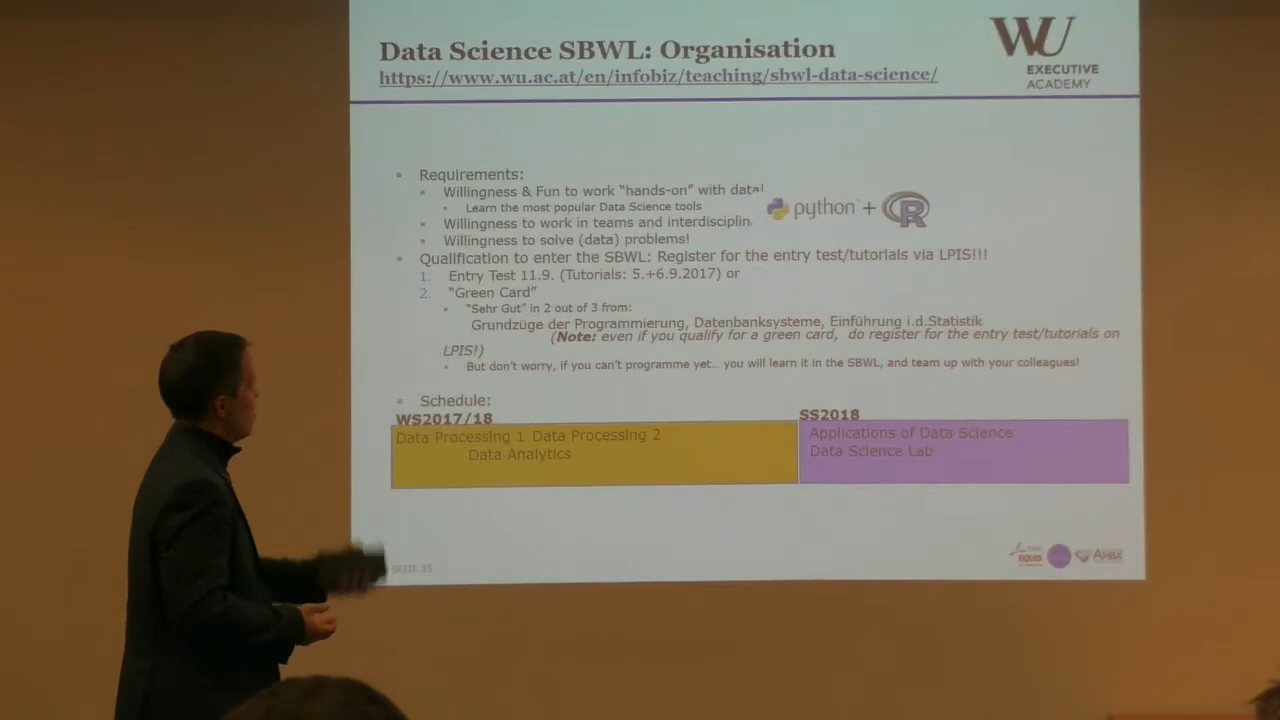 Data Science SBWL: Organisation
https://www.wu.ac.at/en/infobiz/teaching/sbwl-data-science/
WU
EXECUTIVE
ACADEMY
Requirements:
Willingness & Fun to work “hands-on” with data!
Learn the most popular Data Science tools
python + R
Willingness to work in teams and interdisciplin
Willingness to solve (data) problems!
Qualification to enter the SBWL: Register for the entry test/tutorials via LPIS!!!
1. Entry Test 11.9. (Tutorials: 5.+6.9.2017) or
2. “Green Card”
“Sehr Gut” in 2 out of 3 from:
Grundzüge der Programmierung, Datenbanksysteme, Einführung i.d.Statistik
(Note: even if you qualify for a green card, do register for the entry test/tutorials on
LPIS!)
But don’t worry, if you can’t programme yet… you will learn it in the SBWL, and team up with your colleagues!
Schedule:
WS2017/18
Data Processing 1 Data Processing 2
Data Analytics
SS2018
Applications of Data Science
Data Science Lab
SEITE 15
EQUIS
AMBA